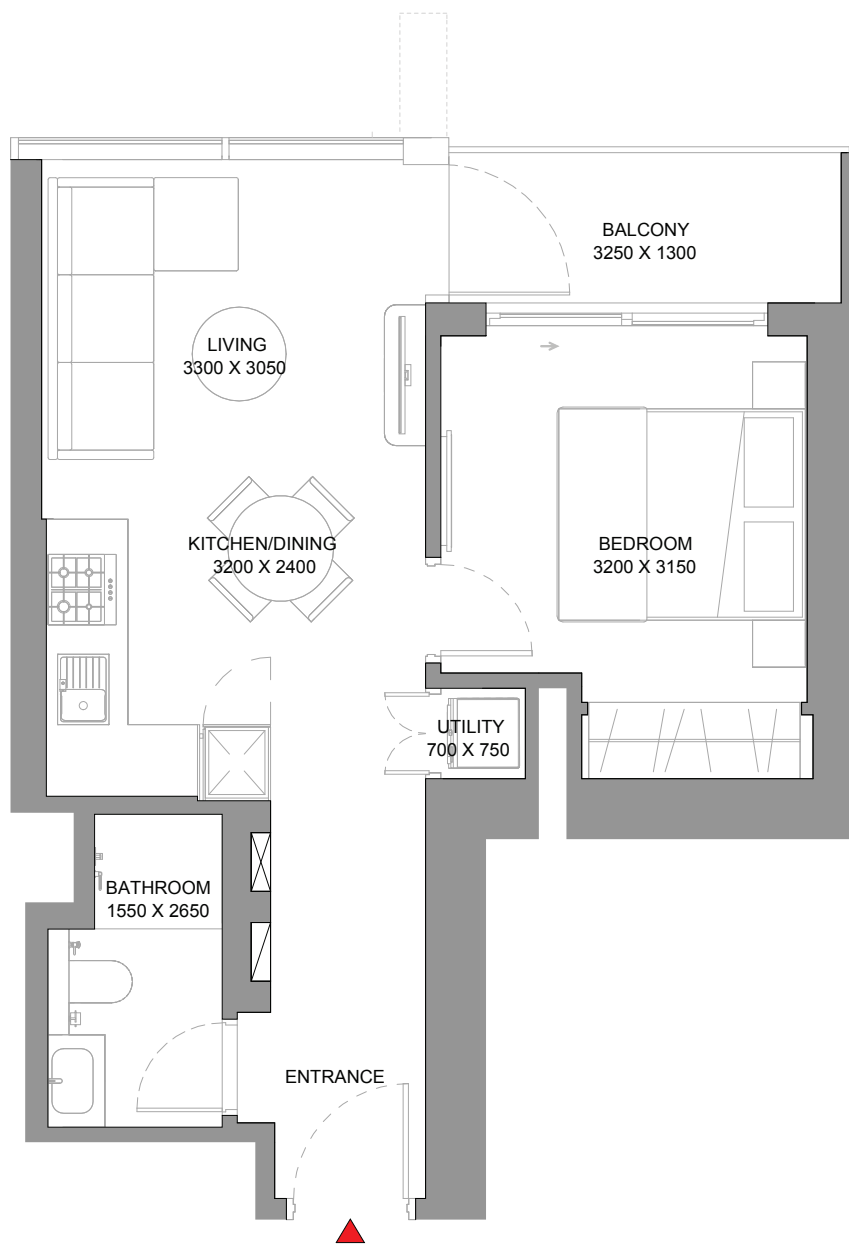 BALCONY
3250 X 1300
LIVING
3300 X 3050
KITCHEN/DINING
3200 X 2400
BEDROOM
3200 X 3150
UTILITY
700 X 750
BATHROOM
1550 X 2650
ENTRANCE